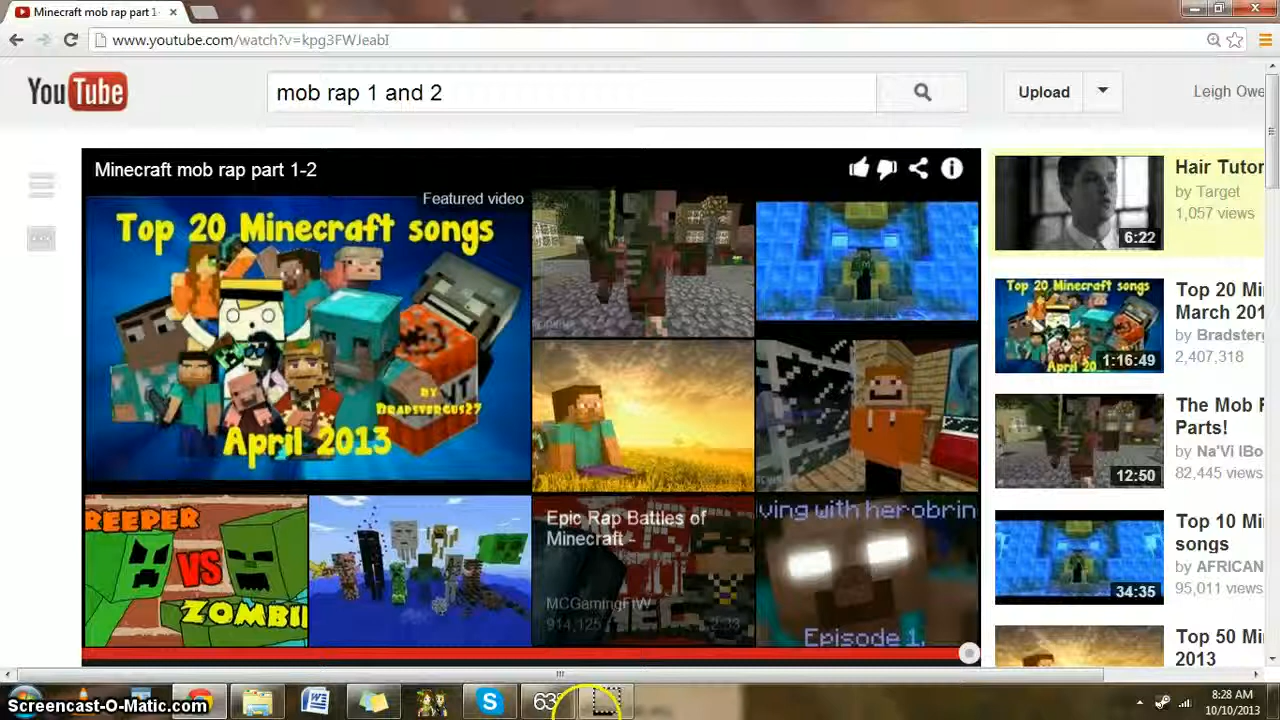 Minecraft mob rap part 1-
www.youtube.com/watch?v=kpg3FWJeabI
YouTube
mob rap 1 and 2
Upload
Leigh Owe
Minecraft mob rap part 1-2
Featured video
Top 20 Minecraft songs
BY
BRADSTERGUS27
April 2013
REEPER
VS
ZOMBI
Epic Rap Battles of
Minecraft -
MCGamingFtW
914,125
2:33
ving with herobrin
Episode 1.
Hair Tutor
by Target
1,057 views
6:22
Top 20 Minecraft songs
April 20
1:16:49
Top 20 Mi
March 201
by Bradsterg
2,407,318
12:50
The Mob R
Parts!
by Na'Vi IBo
82,445 views
34:35
Top 10 Mi
songs
by AFRICAN
95,011 views
Top 50 Mi
2013
63°
8:28 AM
10/10/2013
Screencast-O-Matic.com